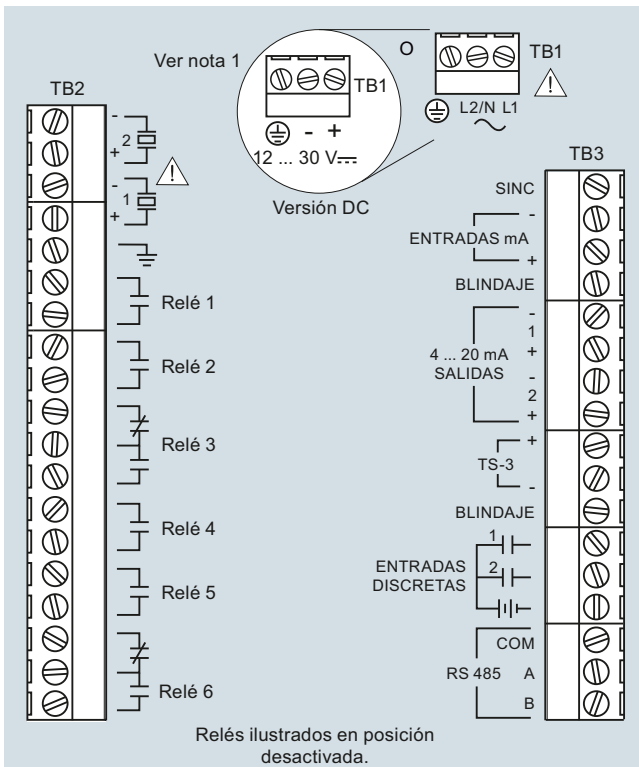 Ver nota 1
TB1
- +
12 ... 30 V
Versión DC
O
TB1
L2/N L1
TB2
-
2
+
-
1
+
Relé 1
Relé 2
Relé 3
Relé 4
Relé 5
Relé 6
TB3
SINC
-
ENTRADAS mA
+
BLINDAJE
-
1
+
4 ... 20 mA
SALIDAS
-
2
+
+
TS-3
-
BLINDAJE
1
ENTRADAS
2
DISCRETAS
COM
RS 485 A
B
Relés ilustrados en posición
desactivada.